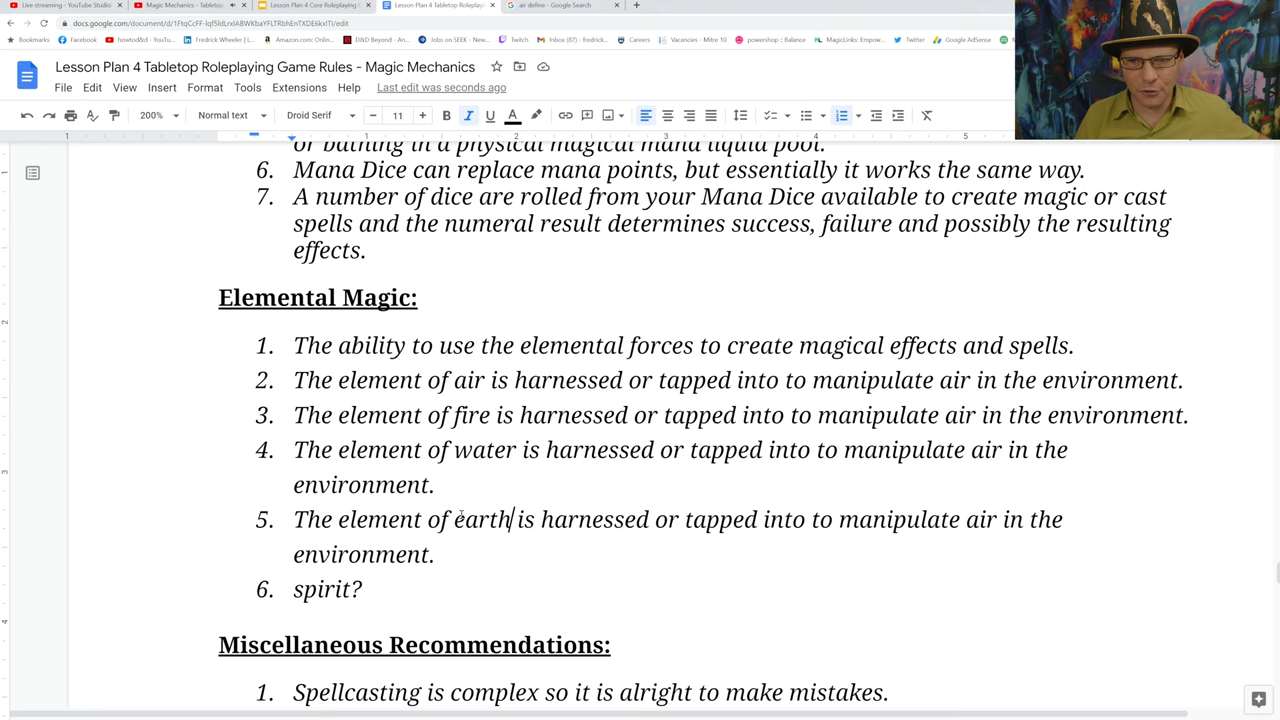 Live streaming - YouTube Studio
Magic Mechanics - Tabletop
Lesson Plan 4 Core Roleplaying G
Lesson Plan 4 Tabletop Roleplayi
air define - Google Search
Bookmarks
Facebook
howtod&d - YouTu...
Fredrick Wheeler | E...
Amazon.com: Onlin...
D&D Beyond - An...
Jobs on SEEK - New...
Twitch
Inbox (87) - fredrick...
Careers
Vacancies - Mitre 10
powershop :: Balance
MagicLinks: Empow...
Twitter
Google AdSense
Lesson Plan 4 Tabletop Roleplaying Game Rules - Magic Mechanics
File Edit View Insert Format Tools Extensions Help Last edit was seconds ago
200% Normal text Droid Serif 11
or bathing in a physical magical mana liquid pool.
6. Mana Dice can replace mana points, but essentially it works the same way.
7. A number of dice are rolled from your Mana Dice available to create magic or cast
spells and the numeral result determines success, failure and possibly the resulting
effects.
Elemental Magic:
1. The ability to use the elemental forces to create magical effects and spells.
2. The element of air is harnessed or tapped into to manipulate air in the environment.
3. The element of fire is harnessed or tapped into to manipulate air in the environment.
4. The element of water is harnessed or tapped into to manipulate air in the
environment.
5. The element of earth is harnessed or tapped into to manipulate air in the
environment.
6. spirit?
Miscellaneous Recommendations:
1. Spellcasting is complex so it is alright to make mistakes.